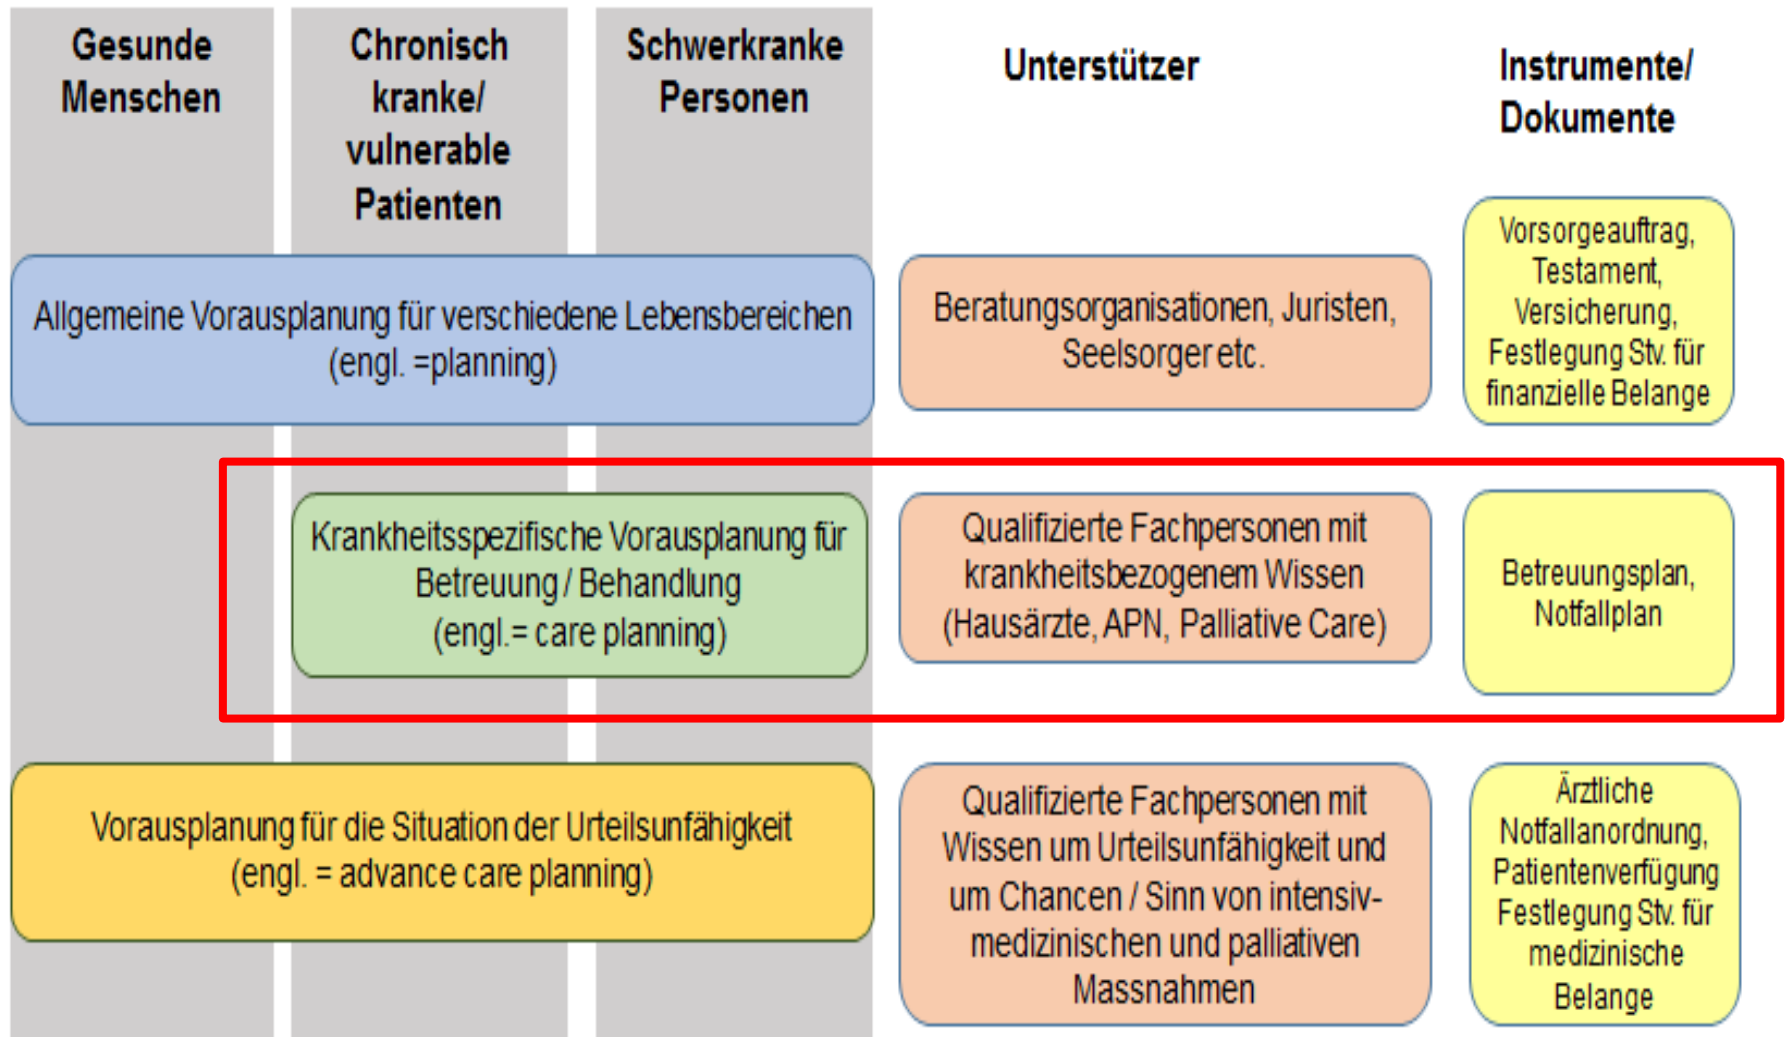 Gesunde
Menschen
Chronisch
kranke/
vulnerable
Patienten
Schwerkranke
Personen
Unterstützer
Instrumente/
Dokumente
Allgemeine Vorausplanung für verschiedene Lebensbereichen
(engl. =planning)
Beratungsorganisationen, Juristen,
Seelsorger etc.
Vorsorgeauftrag,
Testament,
Versicherung,
Festlegung Stv. für
finanzielle Belange
Krankheitsspezifische Vorausplanung für
Betreuung / Behandlung
(engl.= care planning)
Qualifizierte Fachpersonen mit
krankheitsbezogenem Wissen
(Hausärzte, APN, Palliative Care)
Betreuungsplan,
Notfallplan
Vorausplanung für die Situation der Urteilsunfähigkeit
(engl. = advance care planning)
Qualifizierte Fachpersonen mit
Wissen um Urteilsunfähigkeit und
um Chancen / Sinn von intensiv-
medizinischen und palliativen
Massnahmen
Ärztliche
Notfallanordnung,
Patientenverfügung
Festlegung Stv. für
medizinische
Belange